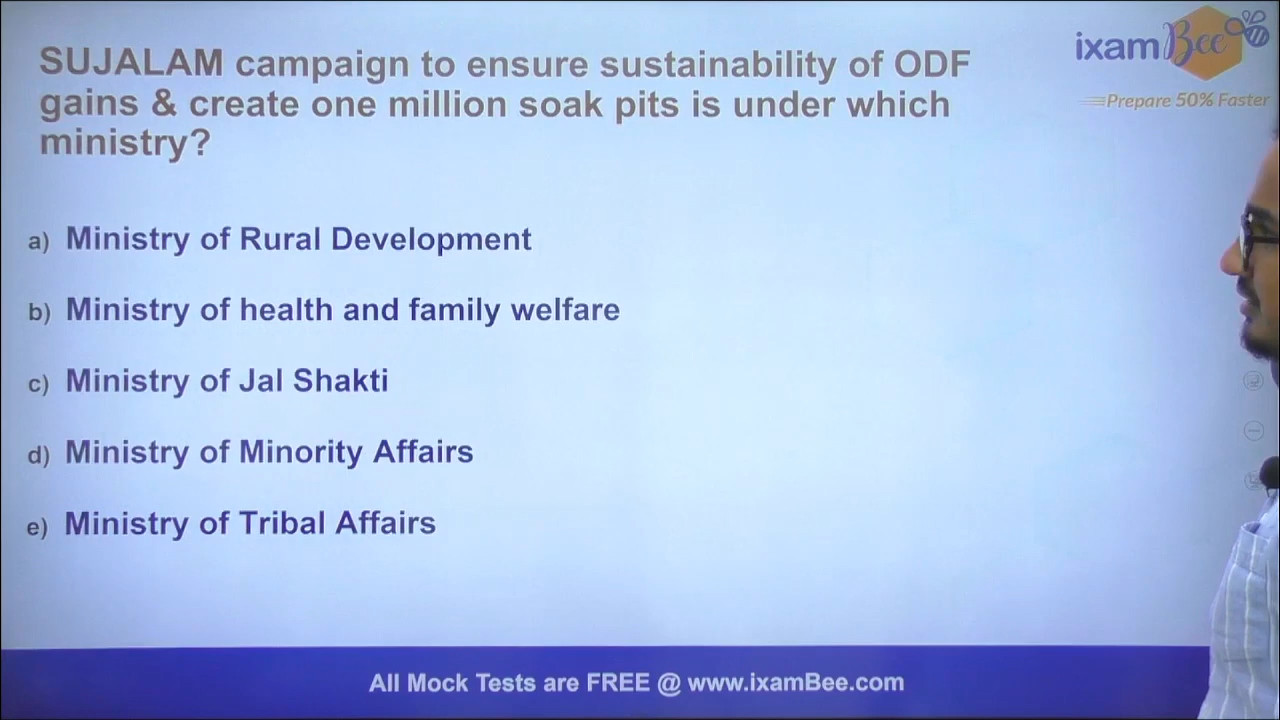 ixamBee
Prepare 50% Faster
SUJALAM campaign to ensure sustainability of ODF
gains & create one million soak pits is under which
ministry?
a) Ministry of Rural Development
b) Ministry of health and family welfare
c) Ministry of Jal Shakti
d) Ministry of Minority Affairs
e) Ministry of Tribal Affairs
All Mock Tests are FREE @ www.ixamBee.com